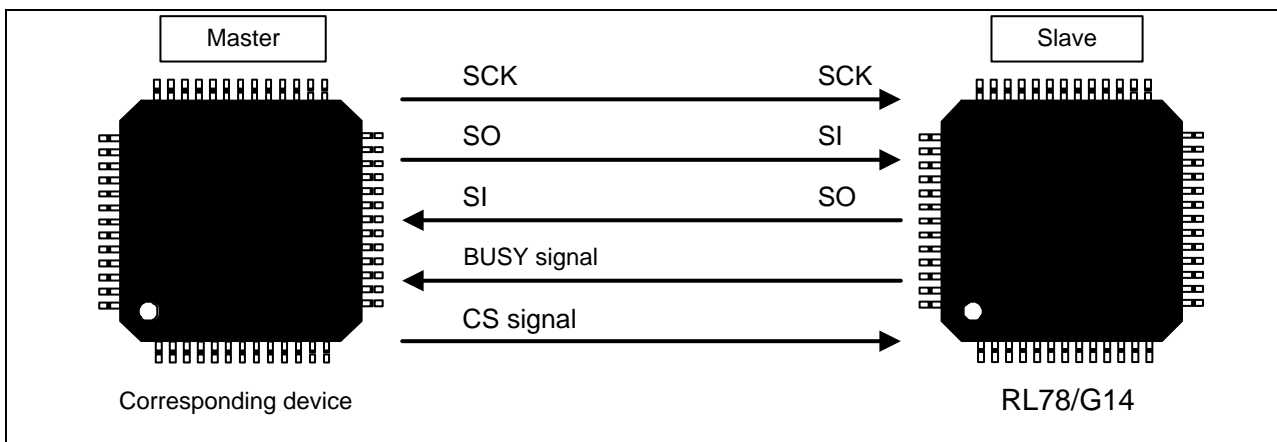 Master Slave
SCK SCK
SO SI
SI SO
BUSY signal
CS signal
Corresponding device RL78/G14